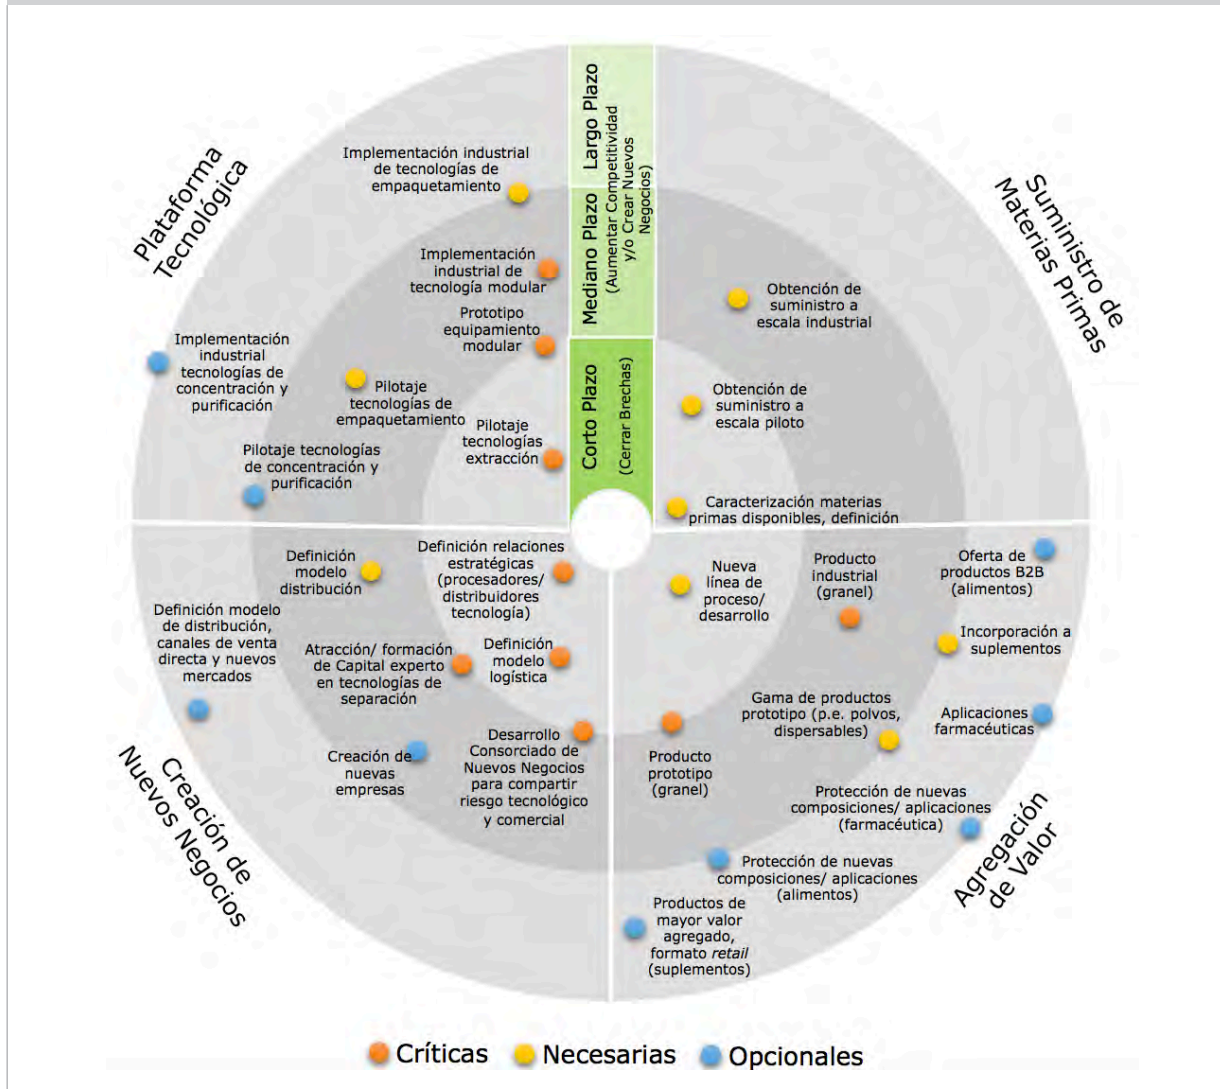 Plataforma
Tecnológica
Implementación industrial
de tecnologías de
empaquetamiento
Implementación
industrial de
tecnología modular
Prototipo
equipamiento
modular
Implementación
industrial
tecnologías de
concentración y
purificación
Pilotaje
tecnologías de
empaquetamiento
Pilotaje
tecnologías
extracción
Pilotaje tecnologías
de concentración y
purificación
Largo Plazo
Mediano Plazo
(Aumentar Competitividad
y/o Crear Nuevos
Negocios)
Corto Plazo
(Cerrar Brechas)
Suministro de
Materias Primas
Obtención de
suministro a
escala industrial
Obtención de
suministro a
escala piloto
Caracterización materias
primas disponibles, definición
Definición
modelo
distribución
Definición relaciones
estratégicas
(procesadores/
distribuidores
tecnología)
Definición modelo
de distribución,
canales de venta
directa y nuevos
mercados
Atracción/ formación
de Capital experto
en tecnologías de
separación
Definición
modelo
logística
Creación de
nuevas
empresas
Desarrollo
Consorciado de
Nuevos Negocios
para compartir
riesgo tecnológico
y comercial
Creación de
Nuevos Negocios
Nueva
línea de
proceso/
desarrollo
Producto
industrial
(granel)
Oferta de
productos B2B
(alimentos)
Incorporación a
suplementos
Gama de productos
prototipo (p.e. polvos,
dispersables)
Aplicaciones
farmacéuticas
Producto
prototipo
(granel)
Protección de nuevas
composiciones/ aplicaciones
(farmacéutica)
Protección de nuevas
composiciones/ aplicaciones
(alimentos)
Productos de
mayor valor
agregado,
formato retail
(suplementos)
Agregación
de Valor
Críticas
Necesarias
Opcionales